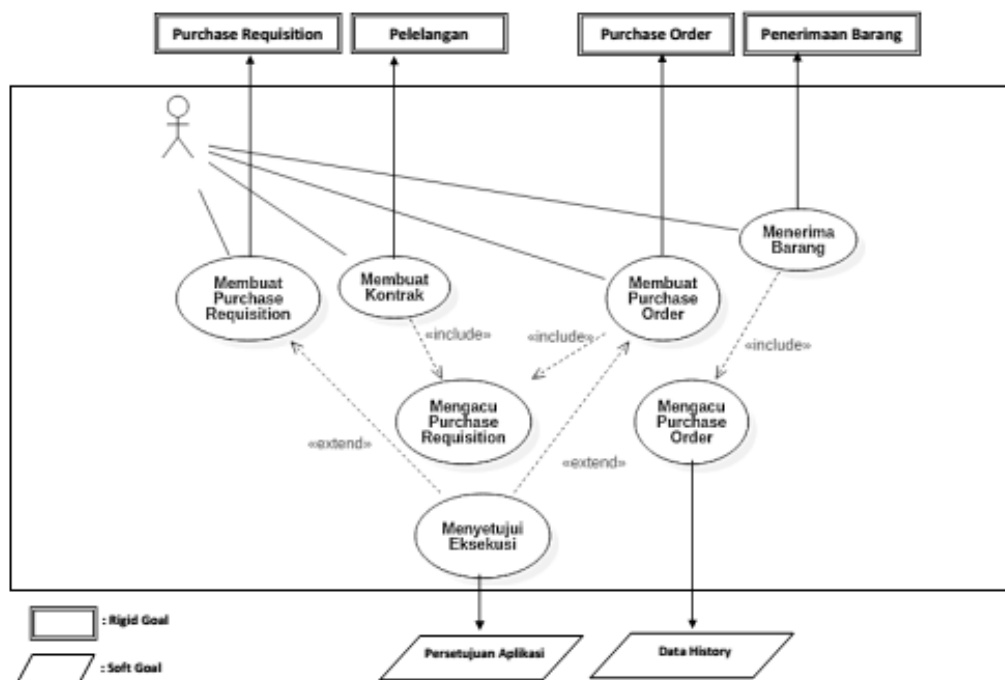 Purchase Requisition
Pelelangan
Purchase Order
Penerimaan Barang
Menerima
Barang
Membuat
Purchase
Requisition
Membuat
Kontrak
Membuat
Purchase
Order
«include»
«include»
«include»
Mengacu
Purchase
Requisition
Mengacu
Purchase
Order
«extend»
«extend»
Menyetujui
Eksekusi
: Rigid Goal
Persetujuan Aplikasi
Data History
: Soft Goal